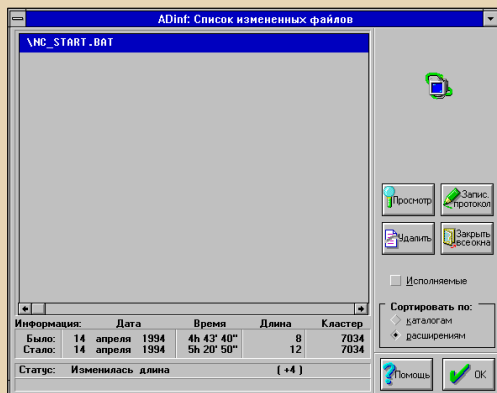 ADinf: Список измененных файлов
\NC_START.BAT
Просмотр
Запис. протокол
Удалить
Закрыть все окна
Исполняемые
Сортировать по:
каталогам
расширениям
Информация: Дата Время Длина Кластер
Было: 14 апреля 1994 4h 43' 40" 8 7034
Стало: 14 апреля 1994 5h 20' 50" 12 7034
Статус: Изменилась длина (+4)
Помощь
OK